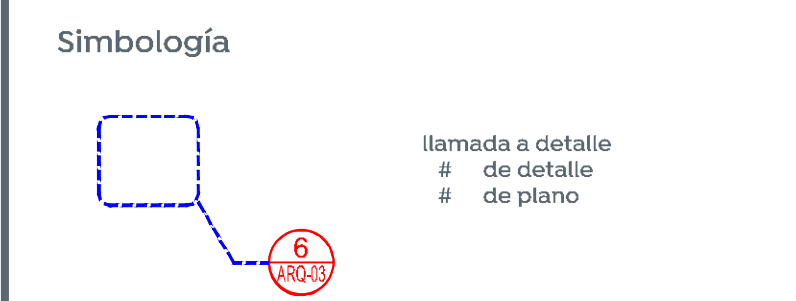 Simbología
llamada a detalle
# de detalle
# de plano
6
ARQ-03